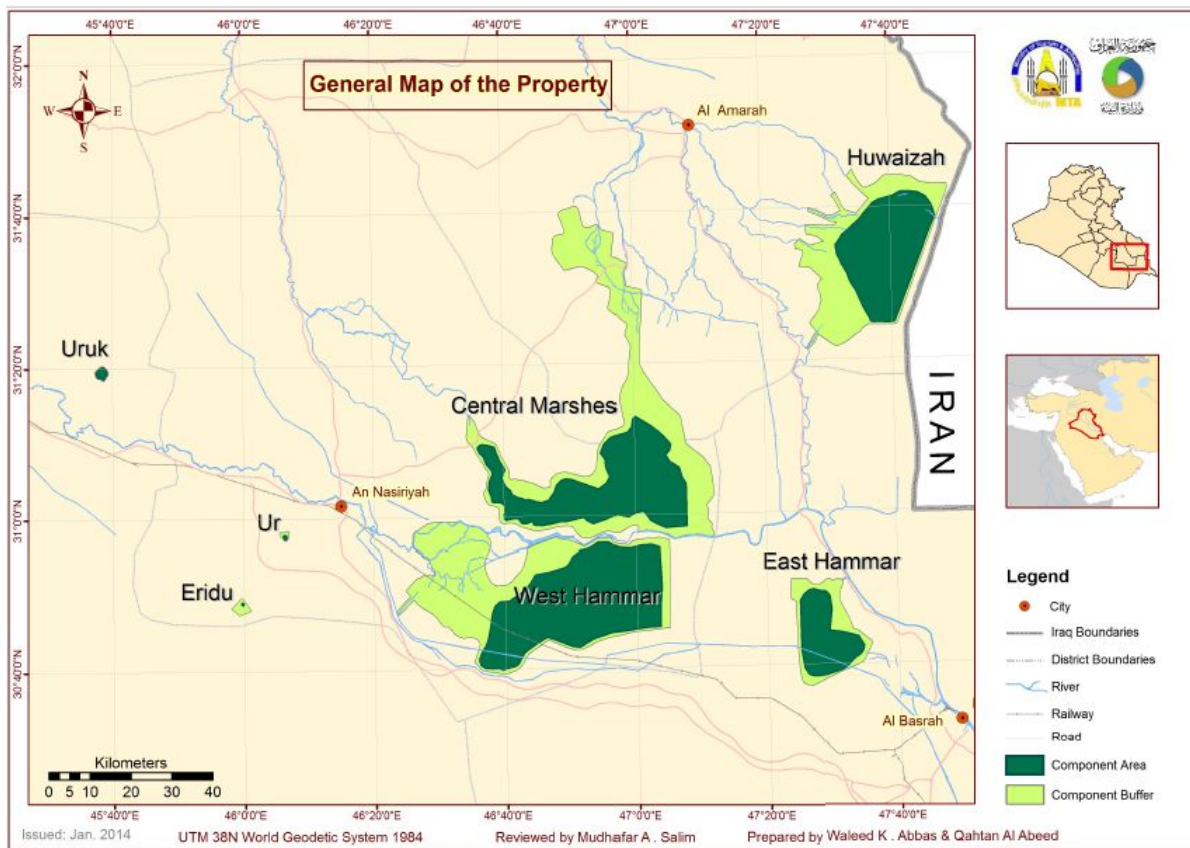 45°40'0"E 46°0'0"E 46°20'0"E 46°40'0"E 47°0'0"E 47°20'0"E 47°40'0"E
32°0'0"N
31°40'0"N
31°20'0"N
31°0'0"N
30°40'0"N
General Map of the Property
N
W E
S
Al Amarah
Huwaizah
Uruk
Central Marshes
IRAN
An Nasiriyah
Ur
East Hammar
Eridu
West Hammar
Al Basrah
Kilometers
0 5 10 20 30 40
45°40'0"E 46°0'0"E 46°20'0"E 46°40'0"E 47°0'0"E 47°20'0"E 47°40'0"E
Issued: Jan. 2014
UTM 38N World Geodetic System 1984
Reviewed by Mudhafar A . Salim
Prepared by Waleed K . Abbas & Qahtan Al Abeed
MTA
جمهورية العراق
وزارة البيئة
Legend
City
Iraq Boundaries
District Boundaries
River
Railway
Road
Component Area
Component Buffer